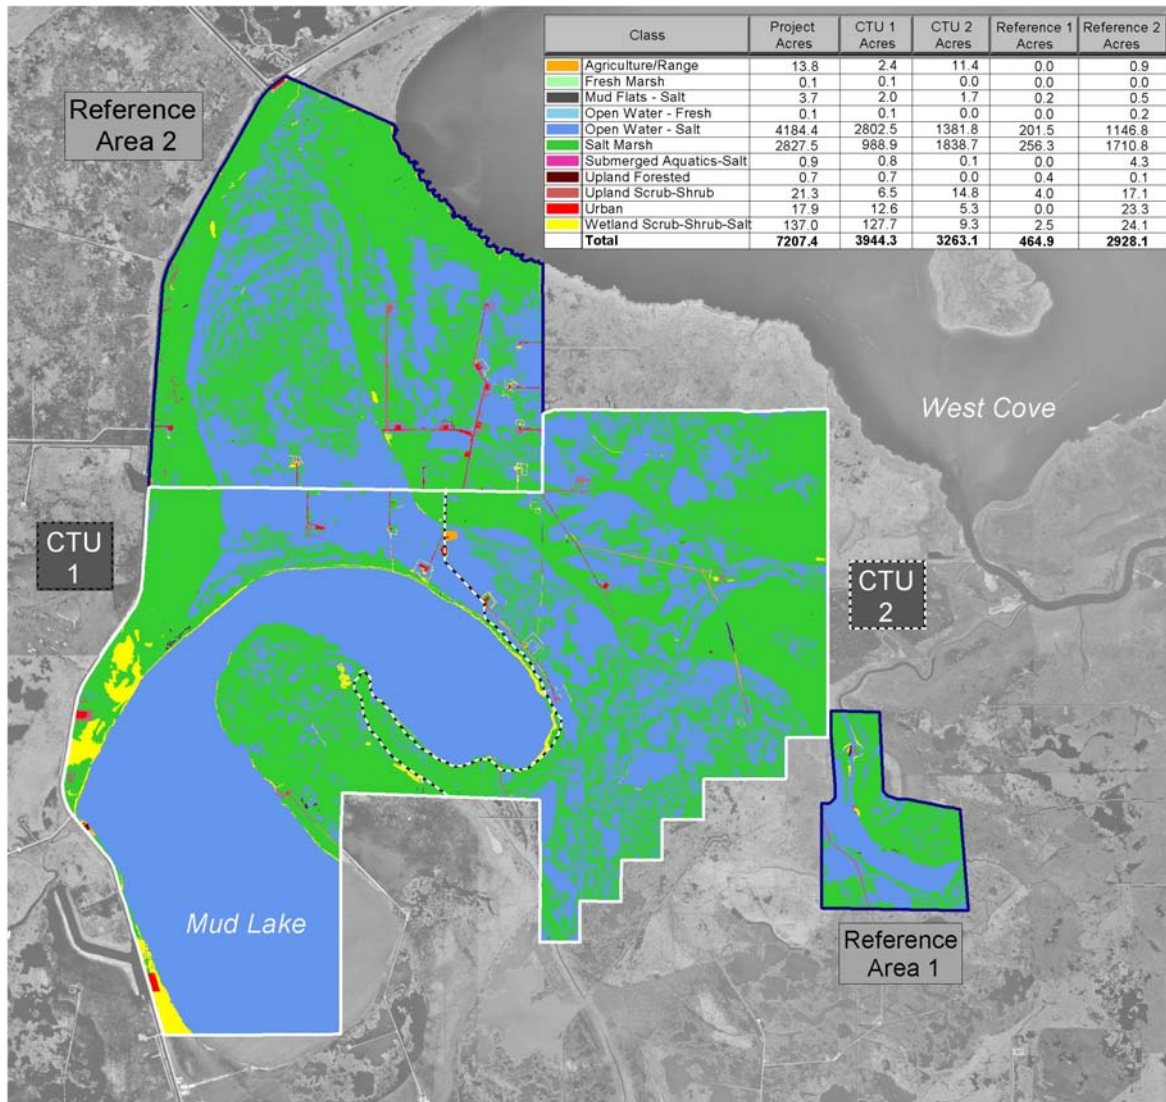 Class Project Acres CTU 1 Acres CTU 2 Acres Reference 1 Acres Reference 2 Acres
Agriculture/Range 13.8 2.4 11.4 0.0 0.9
Fresh Marsh 0.1 0.1 0.0 0.0 0.0
Mud Flats - Salt 3.7 2.0 1.7 0.2 0.5
Open Water - Fresh 0.1 0.1 0.0 0.0 0.2
Open Water - Salt 4184.4 2802.5 1381.8 201.5 1146.8
Salt Marsh 2827.5 988.9 1838.7 256.3 1710.8
Submerged Aquatics-Salt 0.9 0.8 0.1 0.0 4.3
Upland Forested 0.7 0.7 0.0 0.4 0.1
Upland Scrub-Shrub 21.3 6.5 14.8 4.0 17.1
Urban 17.9 12.6 5.3 0.0 23.3
Wetland Scrub-Shrub-Salt 137.0 127.7 9.3 2.5 24.1
Total 7207.4 3944.3 3263.1 464.9 2928.1
Reference
Area 2
West Cove
CTU
1
CTU
2
Mud Lake
Reference
Area 1